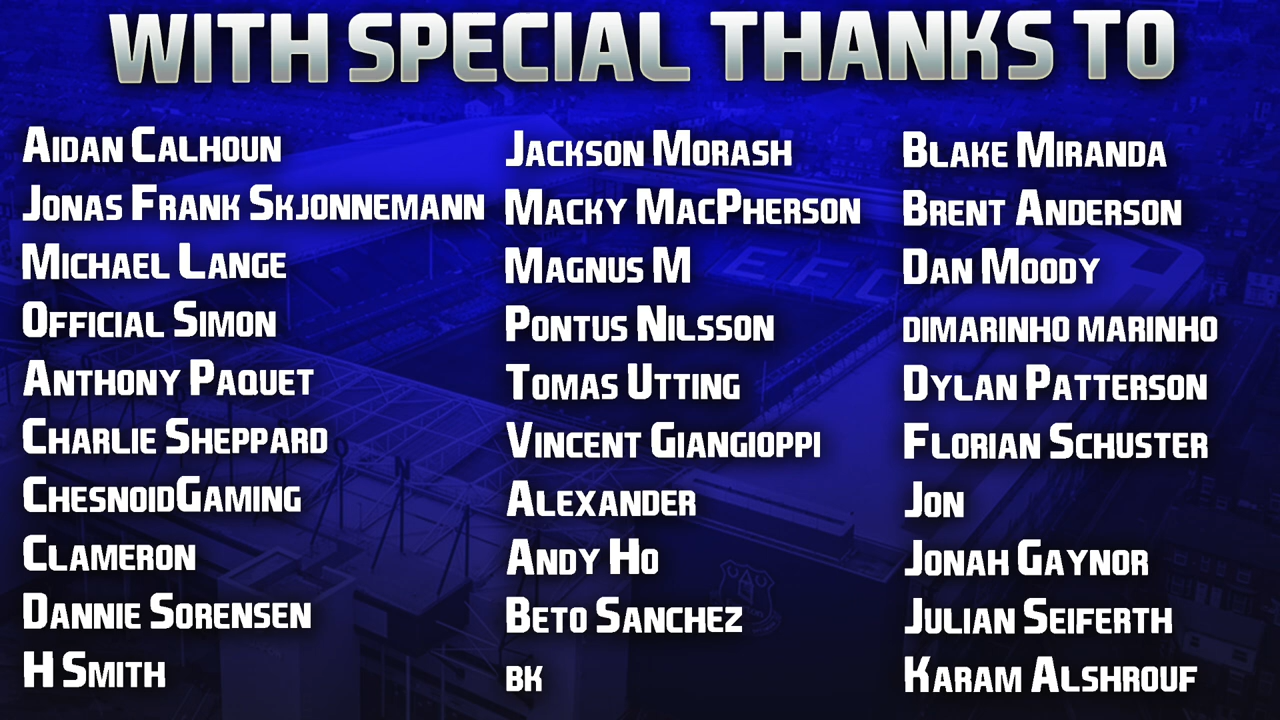 WITH SPECIAL THANKS TO
Aidan Calhoun
Jonas Frank Skjonnemann
Michael Lange
Official Simon
Anthony Paquet
Charlie Sheppard
ChesnoidGaming
Clameron
Dannie Sorensen
H Smith
Jackson Morash
Macky MacPherson
Magnus M
Pontus Nilsson
Tomas Utting
Vincent Giangioppi
Alexander
Andy Ho
Beto Sanchez
bk
Blake Miranda
Brent Anderson
Dan Moody
dimarinho marinho
Dylan Patterson
Florian Schuster
Jon
Jonah Gaynor
Julian Seiferth
Karam Alshrouf
EFC